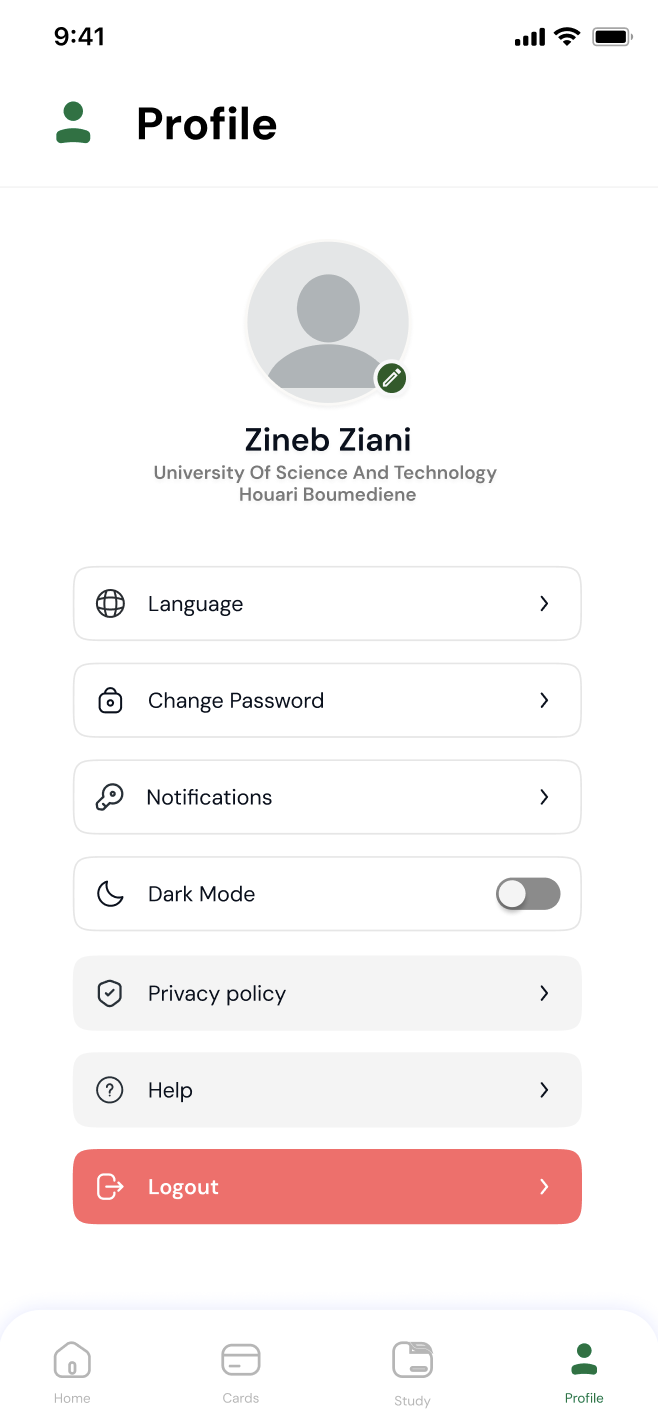 9:41
Profile
Zineb Ziani
University Of Science And Technology
Houari Boumediene
Language
Change Password
Notifications
Dark Mode
Privacy policy
Help
Logout
Home
Cards
Study
Profile